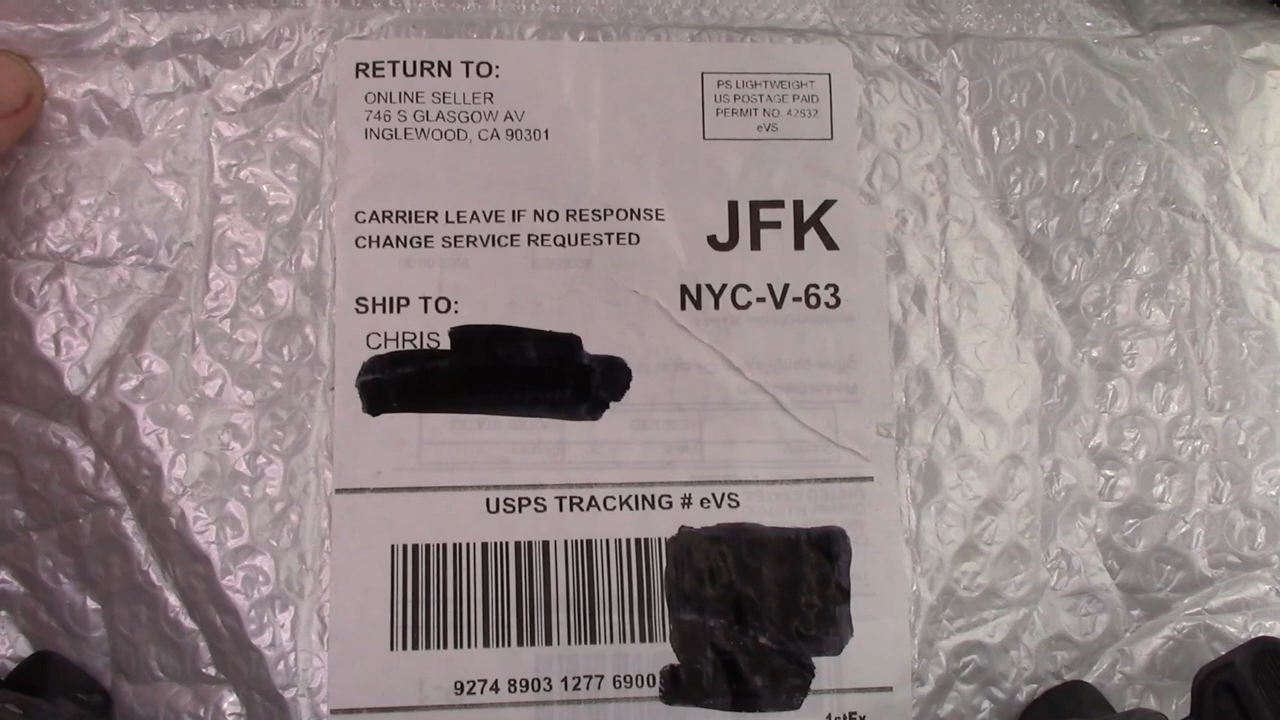 RETURN TO:
ONLINE SELLER
746 S GLASGOW AV
INGLEWOOD, CA 90301
PS LIGHTWEIGHT
US POSTAGE PAID
PERMIT NO. 42532
eVS
CARRIER LEAVE IF NO RESPONSE
CHANGE SERVICE REQUESTED
JFK
NYC-V-63
SHIP TO:
CHRIS
USPS TRACKING # eVS
9274 8903 1277 6900